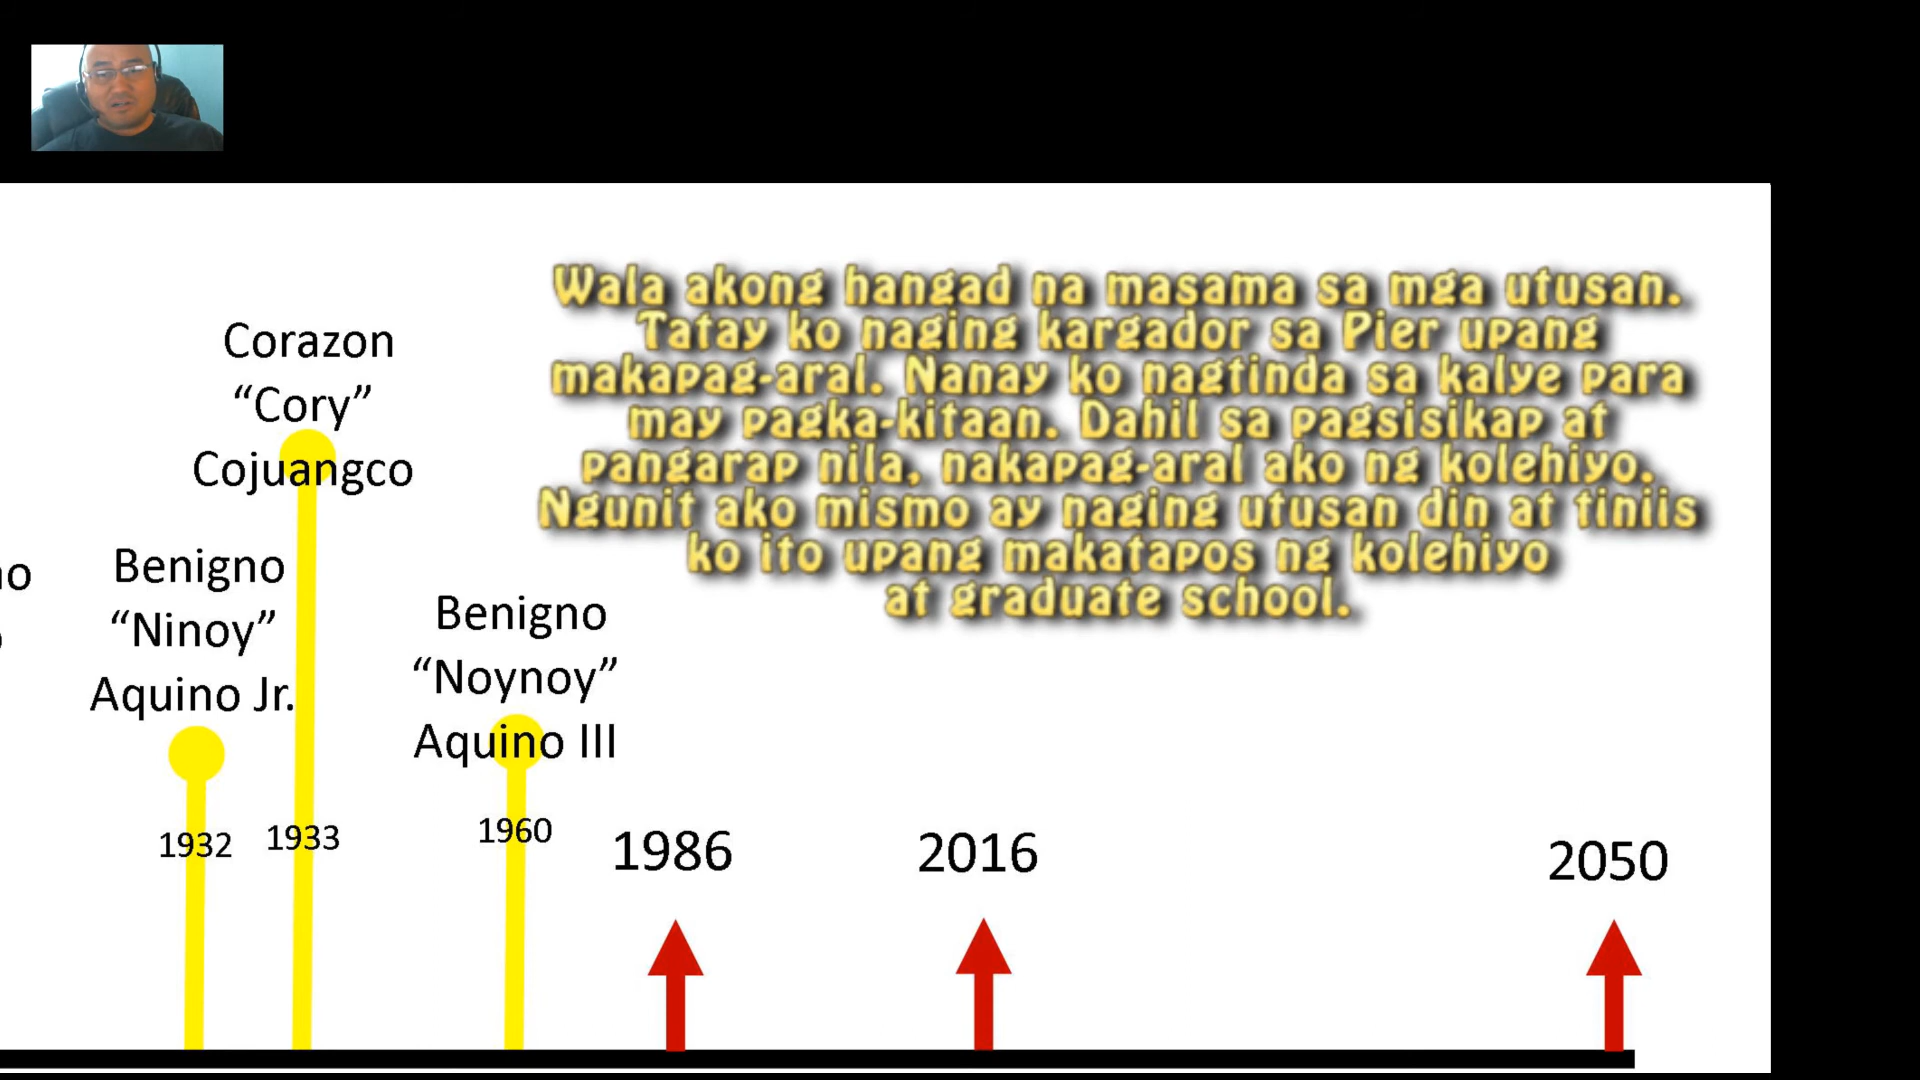 Wala akong hangad na masama sa mga utusan.
Tatay ko naging kargador sa Pier upang
makapag-aral. Nanay ko nagtinda sa kalye para
may pagka-kitaan. Dahil sa pagsisikap at
pangarap nila, nakapag-aral ako ng kolehiyo.
Ngunit ako mismo ay naging utusan din at tiniis
ko ito upang makatapos ng kolehiyo
at graduate school.
Corazon
“Cory”
Cojuangco
Benigno
“Ninoy”
Aquino Jr.
Benigno
“Noynoy”
Aquino III
1932
1933
1960
1986
2016
2050